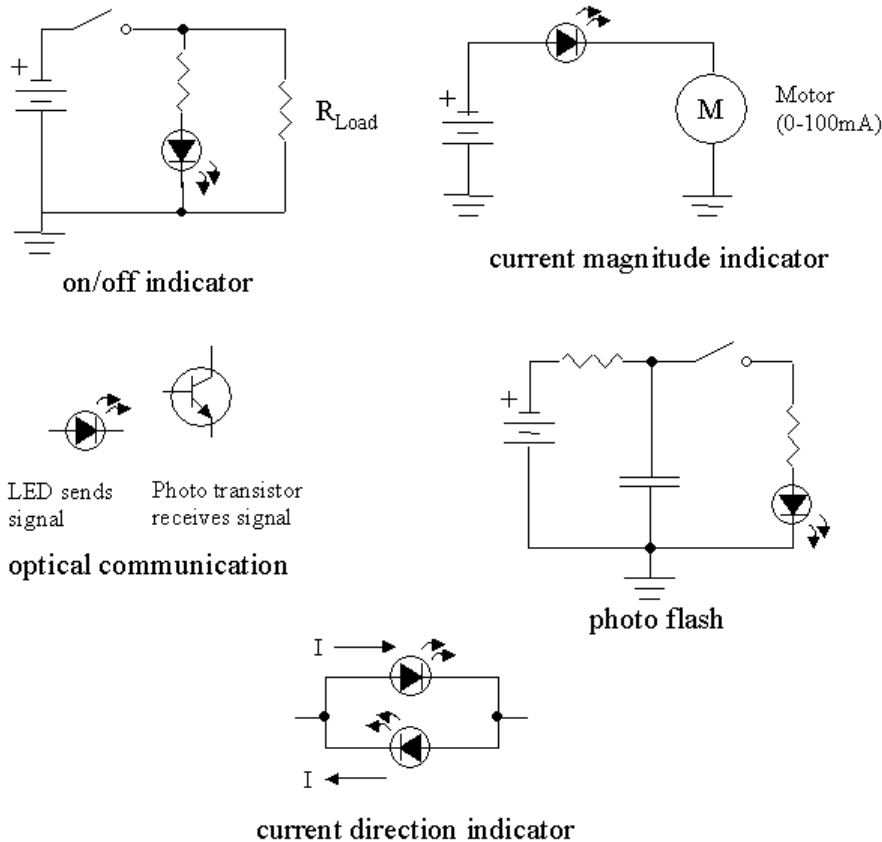 +
R Load
on/off indicator
+
M
Motor
(0-100mA)
current magnitude indicator
LED sends
signal
Photo transistor
receives signal
optical communication
+
photo flash
I
I
current direction indicator